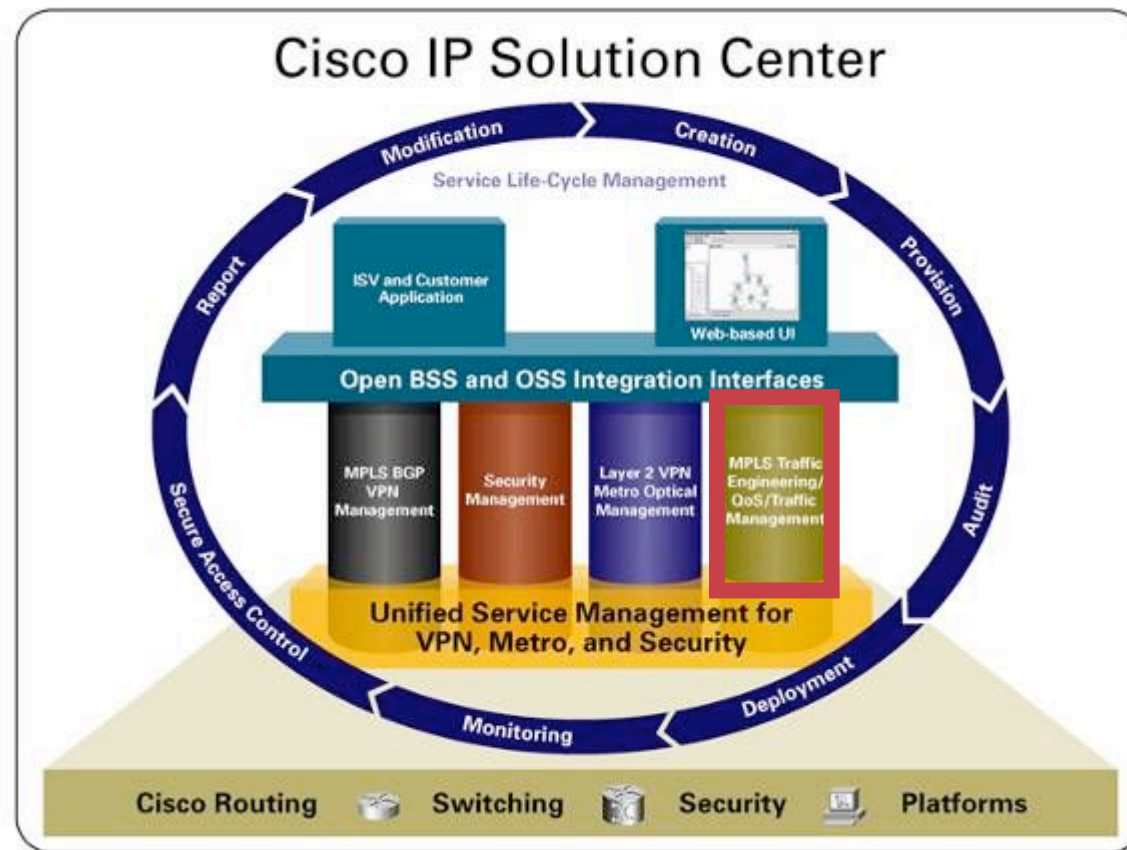 Cisco IP Solution Center
Modification
Creation
Service Life-Cycle Management
Report
Provision
ISV and Customer
Application
Web-based UI
Open BSS and OSS Integration Interfaces
MPLS BGP
VPN
Management
Security
Management
Layer 2 VPN
Metro Optical
Management
MPLS Traffic
Engineering/
QoS/Traffic
Management
Secure Access Control
Audit
Unified Service Management for
VPN, Metro, and Security
Deployment
Monitoring
Cisco Routing Switching Security Platforms